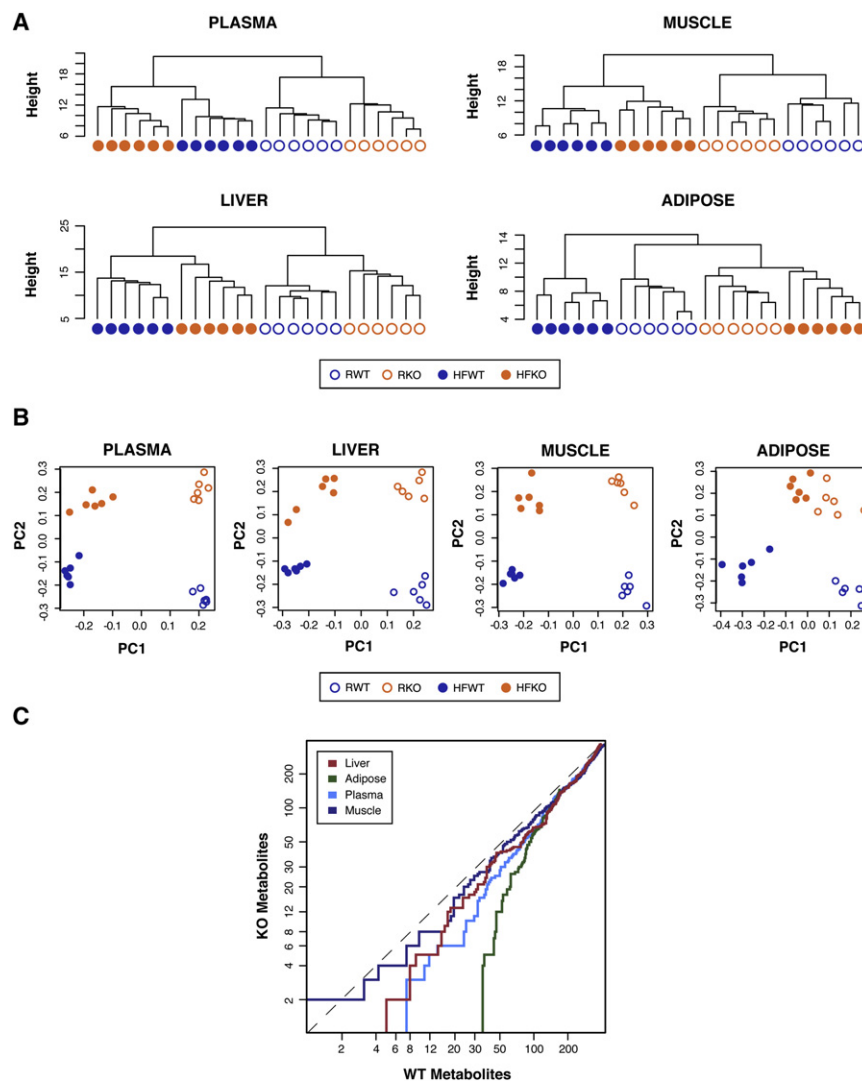 A
PLASMA
MUSCLE
Height
18
12
6
Height
18
12
6
LIVER
ADIPOSE
Height
25
15
5
Height
14
12
8
6
4
RWT RKO HFWT HFKO
B
PLASMA LIVER MUSCLE ADIPOSE
PC2
0.3
0.2
0.1
0.0
-0.1
-0.2
-0.3
-0.2 -0.1 0.0 0.1 0.2
PC1
PC2
0.3
0.2
0.1
0.0
-0.1
-0.2
-0.3
-0.3 -0.2 -0.1 0.0 0.1 0.2
PC1
PC2
0.3
0.2
0.1
0.0
-0.1
-0.2
-0.3
-0.3 -0.2 -0.1 0.0 0.1 0.2 0.3
PC1
PC2
0.3
0.2
0.1
0.0
-0.1
-0.2
-0.3
-0.4 -0.3 -0.2 -0.1 0.0 0.1 0.2
PC1
RWT RKO HFWT HFKO
C
Liver
Adipose
Plasma
Muscle
KO Metabolites
200
100
50
30
20
12
8
6
4
2
2 4 6 8 12 20 30 50 100 200
WT Metabolites